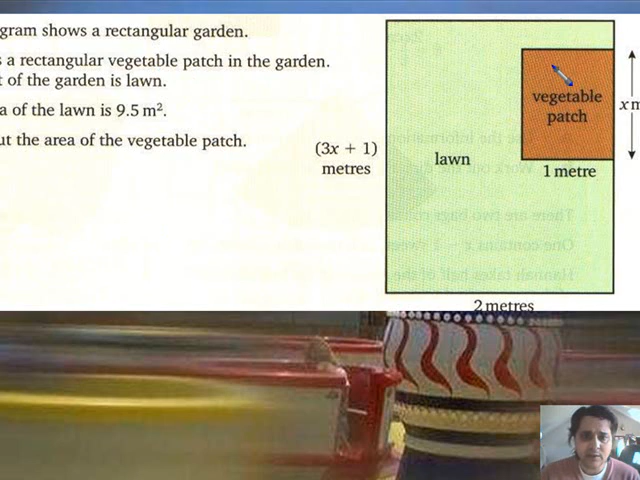 gram shows a rectangular garden.
s a rectangular vegetable patch in the garden.
t of the garden is lawn.
a of the lawn is 9.5 m².
ut the area of the vegetable patch.
(3x + 1)
metres
lawn
vegetable
patch
x m
1 metre
2 metres